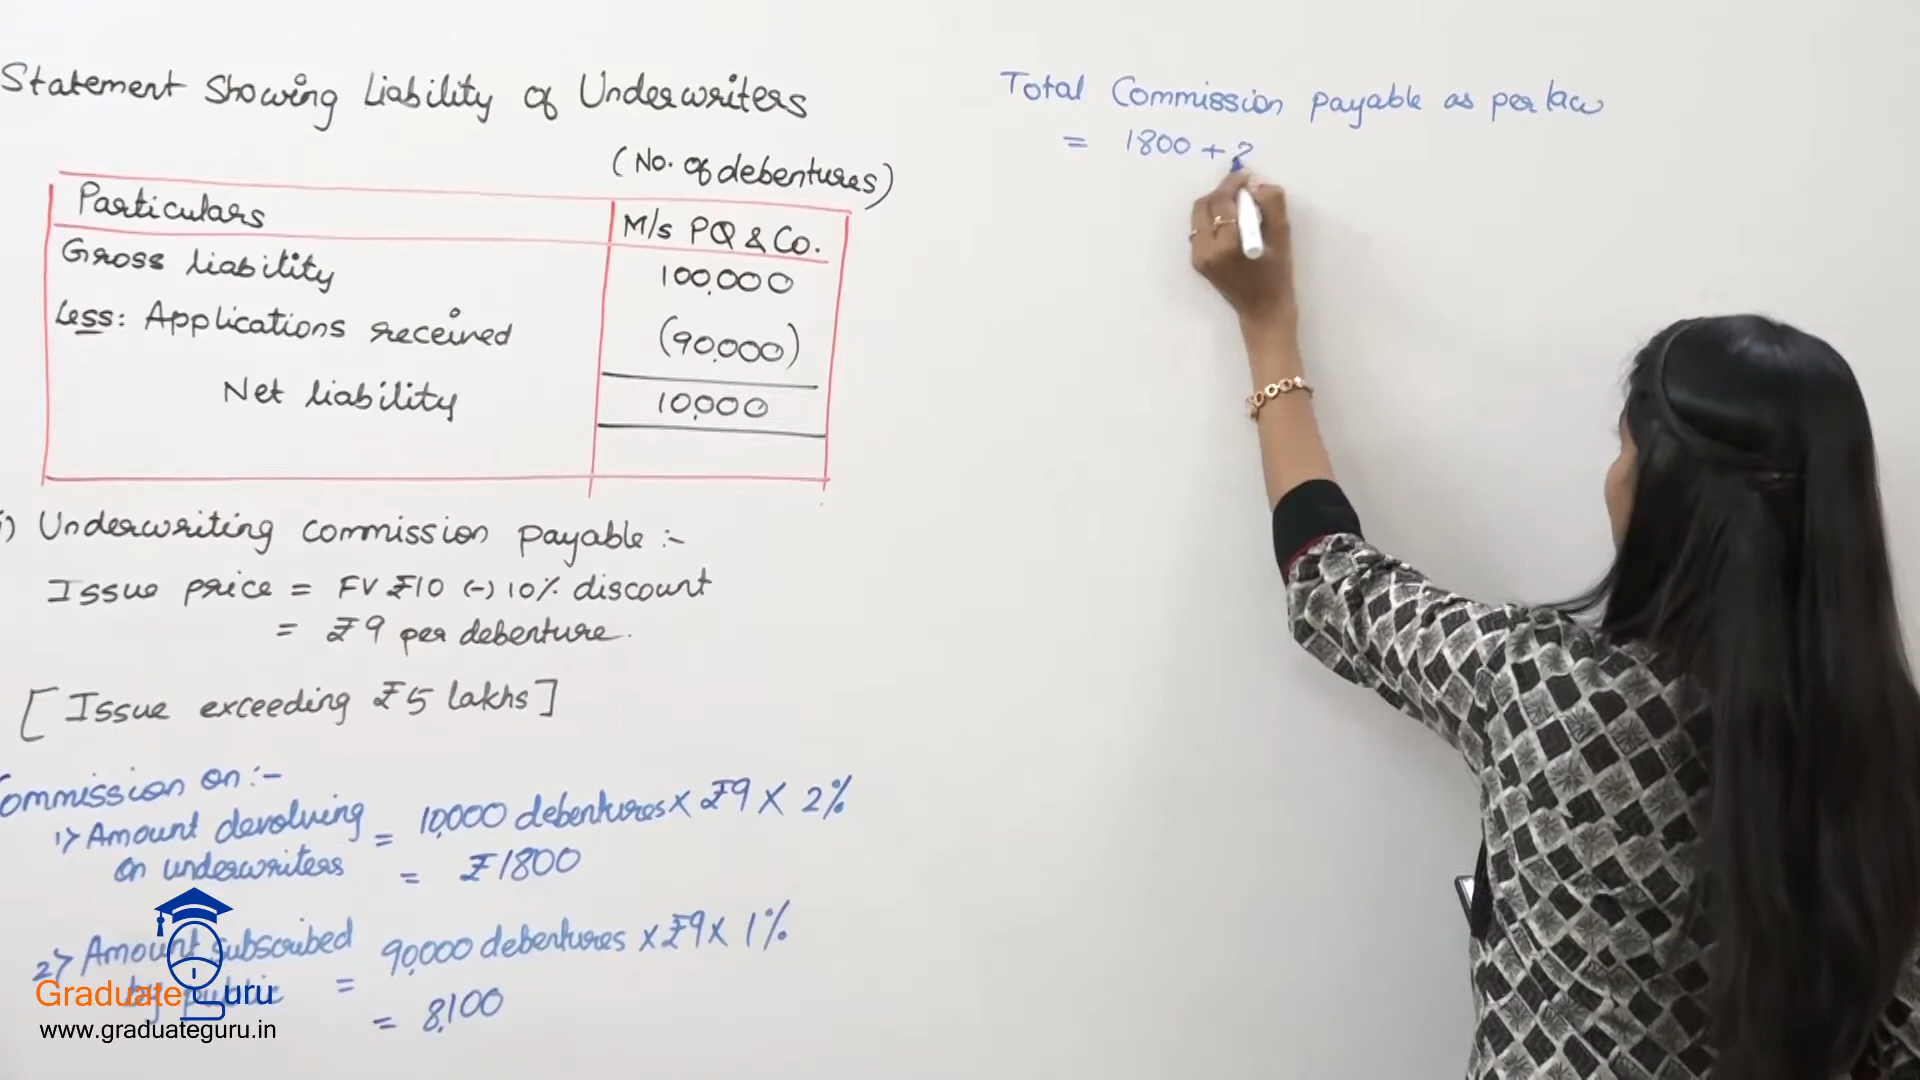 Statement Showing Liability of Underwriters
(No. of debentures)
Particulars M/s PQ & Co.
Gross liability 100,000
Less: Applications received (90,000)
Net liability 10,000
i) Underwriting commission payable :-
Issue price = FV ₹10 (-) 10% discount
= ₹9 per debenture.
[Issue exceeding ₹5 lakhs]
ommission on :-
1> Amount devolving = 10,000 debentures x ₹9 x 2%
on underwriters = ₹1800
2> Amount subscribed 90,000 debentures x ₹9 x 1%
by public =
= 8,100
Total Commission payable as per law
= 1800 +
Graduate Guru
www.graduateguru.in